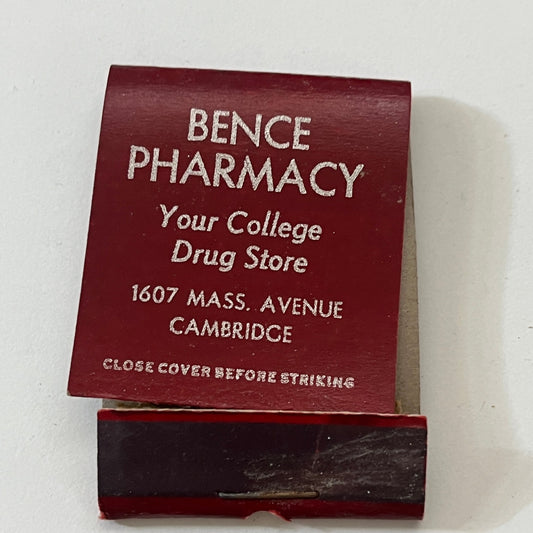 BENCE
PHARMACY
Your College
Drug Store
1607 MASS. AVENUE
CAMBRIDGE
CLOSE COVER BEFORE STRIKING